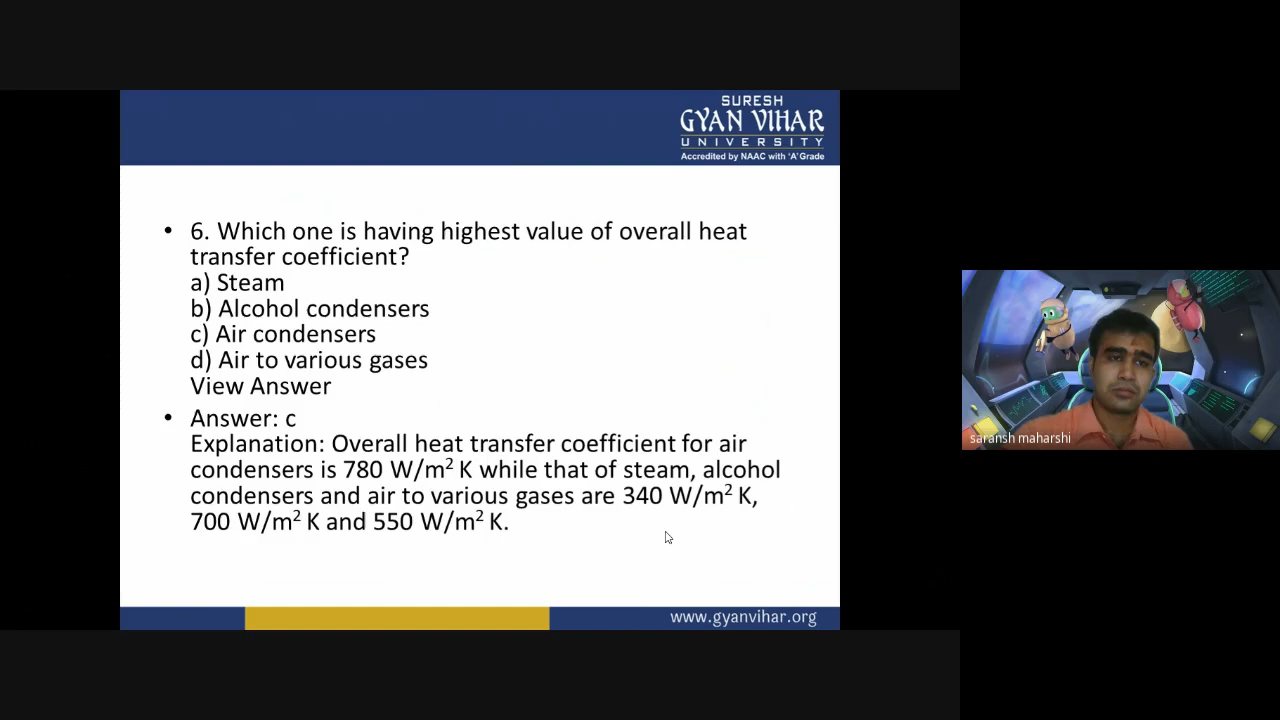 SURESH
GYAN VIHAR
UNIVERSITY
Accredited by NAAC with 'A' Grade
• 6. Which one is having highest value of overall heat
transfer coefficient?
a) Steam
b) Alcohol condensers
c) Air condensers
d) Air to various gases
View Answer
• Answer: c
Explanation: Overall heat transfer coefficient for air
condensers is 780 W/m² K while that of steam, alcohol
condensers and air to various gases are 340 W/m² K,
700 W/m² K and 550 W/m² K.
www.gyanvihar.org
saransh maharshi